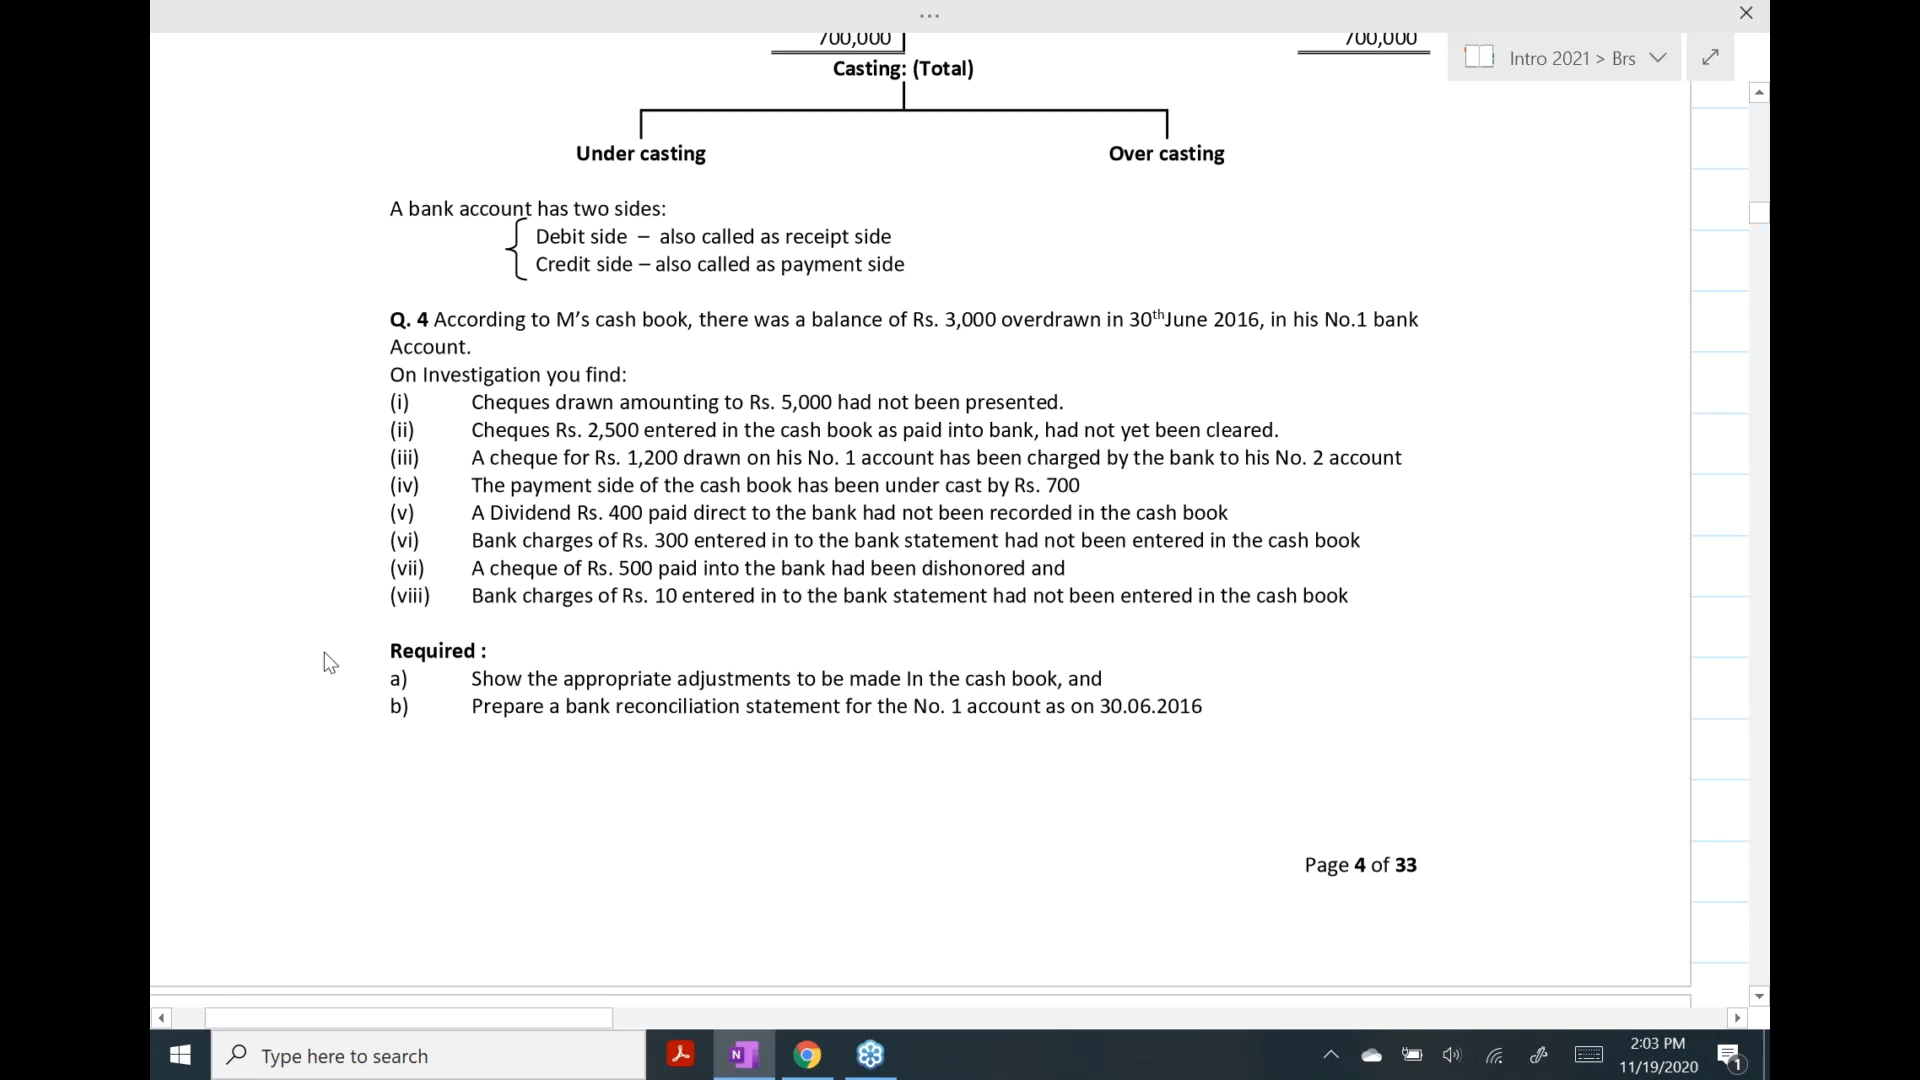 700,000 700,000
Intro 2021 > Brs
Casting: (Total)
Under casting Over casting
A bank account has two sides:
Debit side – also called as receipt side
Credit side – also called as payment side
Q. 4 According to M’s cash book, there was a balance of Rs. 3,000 overdrawn in 30thJune 2016, in his No.1 bank
Account.
On Investigation you find:
(i) Cheques drawn amounting to Rs. 5,000 had not been presented.
(ii) Cheques Rs. 2,500 entered in the cash book as paid into bank, had not yet been cleared.
(iii) A cheque for Rs. 1,200 drawn on his No. 1 account has been charged by the bank to his No. 2 account
(iv) The payment side of the cash book has been under cast by Rs. 700
(v) A Dividend Rs. 400 paid direct to the bank had not been recorded in the cash book
(vi) Bank charges of Rs. 300 entered in to the bank statement had not been entered in the cash book
(vii) A cheque of Rs. 500 paid into the bank had been dishonored and
(viii) Bank charges of Rs. 10 entered in to the bank statement had not been entered in the cash book
Required :
a) Show the appropriate adjustments to be made In the cash book, and
b) Prepare a bank reconciliation statement for the No. 1 account as on 30.06.2016
Page 4 of 33
Type here to search
N
2:03 PM
11/19/2020
1